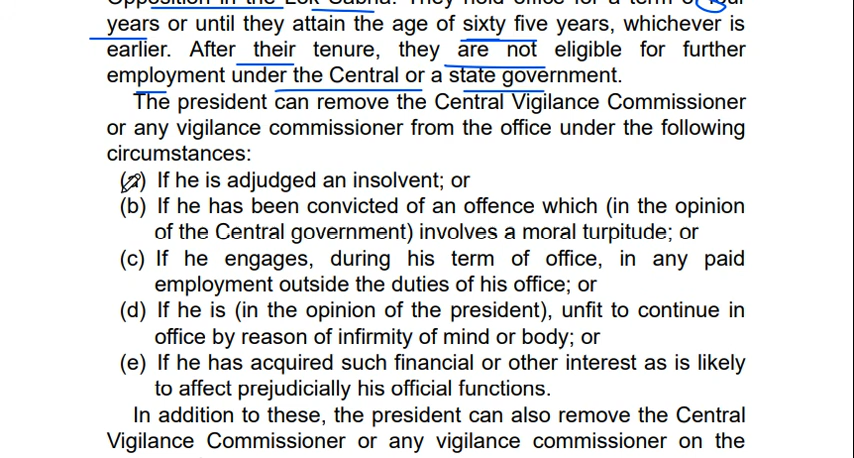 years or until they attain the age of sixty five years, whichever is
earlier. After their tenure, they are not eligible for further
employment under the Central or a state government.
The president can remove the Central Vigilance Commissioner
or any vigilance commissioner from the office under the following
circumstances:
If he is adjudged an insolvent; or
(b) If he has been convicted of an offence which (in the opinion
of the Central government) involves a moral turpitude; or
(c) If he engages, during his term of office, in any paid
employment outside the duties of his office; or
(d) If he is (in the opinion of the president), unfit to continue in
office by reason of infirmity of mind or body; or
(e) If he has acquired such financial or other interest as is likely
to affect prejudicially his official functions.
In addition to these, the president can also remove the Central
Vigilance Commissioner or any vigilance commissioner on the